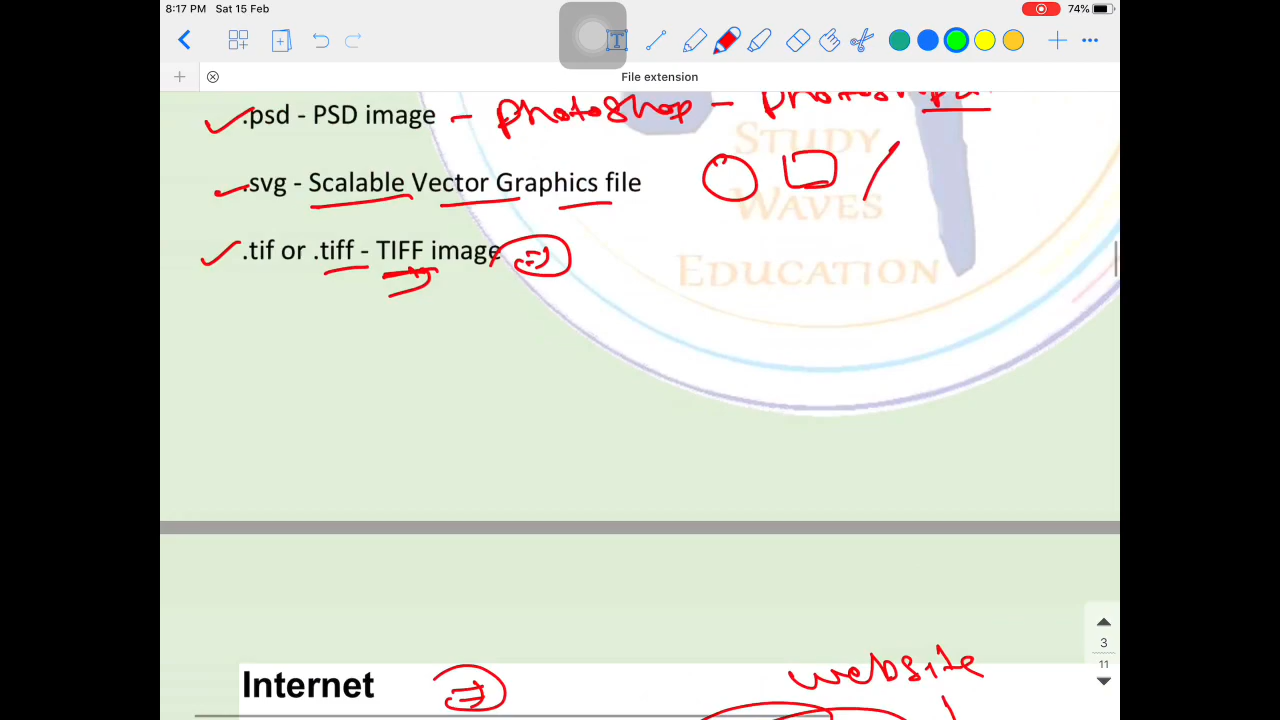 8:17 PM Sat 15 Feb 74%
File extension
.psd - PSD image - photoshop -
STUDY
.svg - Scalable Vector Graphics file
WAVES
.tif or .tiff - TIFF image
EDUCATION
3
11
website
Internet